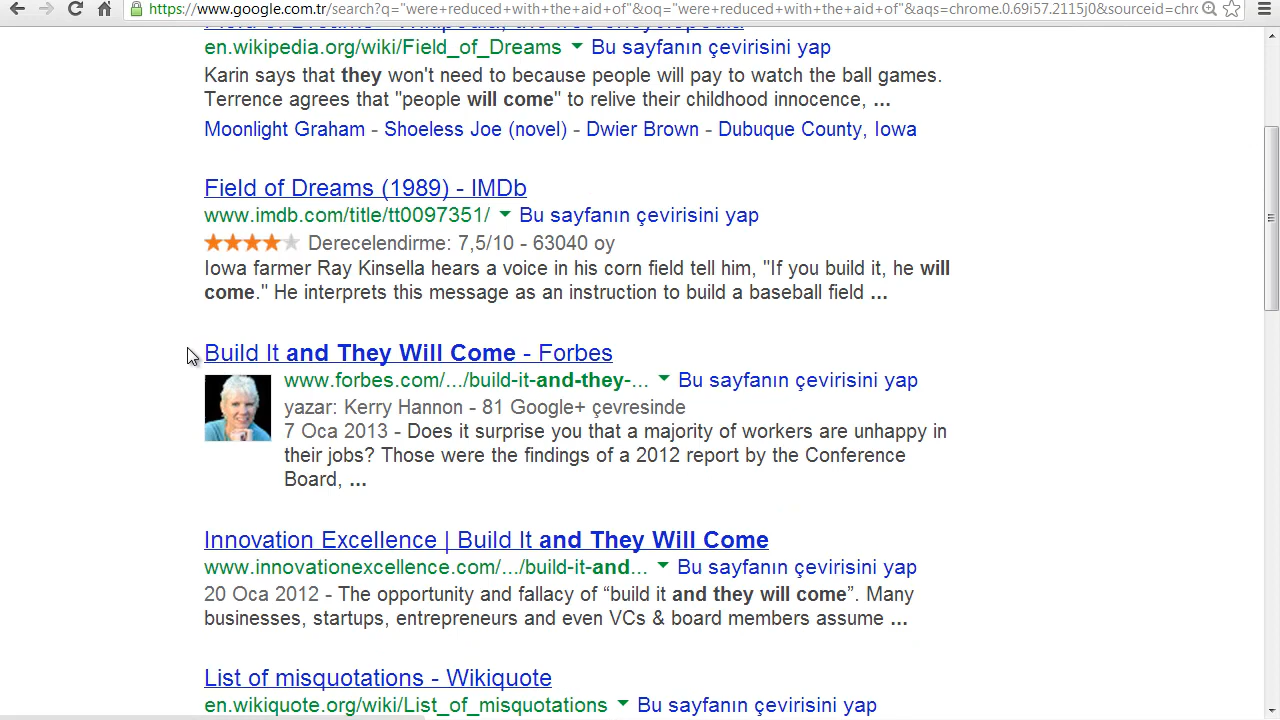 https://www.google.com.tr/search?q="were+reduced+with+the+aid+of"&oq="were+reduced+with+the+aid+of"&aqs=chrome.0.69i57.2115j0&sourceid=chro
Field of Dreams - Wikipedia, the free encyclopedia
en.wikipedia.org/wiki/Field_of_Dreams ▼ Bu sayfanın çevirisini yap
Karin says that they won't need to because people will pay to watch the ball games.
Terrence agrees that "people will come" to relive their childhood innocence, ...
Moonlight Graham - Shoeless Joe (novel) - Dwier Brown - Dubuque County, Iowa
Field of Dreams (1989) - IMDb
www.imdb.com/title/tt0097351/ ▼ Bu sayfanın çevirisini yap
★★★★★ Derecelendirme: 7,5/10 - 63040 oy
Iowa farmer Ray Kinsella hears a voice in his corn field tell him, "If you build it, he will
come." He interprets this message as an instruction to build a baseball field ...
Build It and They Will Come - Forbes
www.forbes.com/.../build-it-and-they-... ▼ Bu sayfanın çevirisini yap
yazar: Kerry Hannon - 81 Google+ çevresinde
7 Oca 2013 - Does it surprise you that a majority of workers are unhappy in
their jobs? Those were the findings of a 2012 report by the Conference
Board, ...
Innovation Excellence | Build It and They Will Come
www.innovationexcellence.com/.../build-it-and... ▼ Bu sayfanın çevirisini yap
20 Oca 2012 - The opportunity and fallacy of “build it and they will come”. Many
businesses, startups, entrepreneurs and even VCs & board members assume ...
List of misquotations - Wikiquote
en.wikiquote.org/wiki/List_of_misquotations ▼ Bu sayfanın çevirisini yap